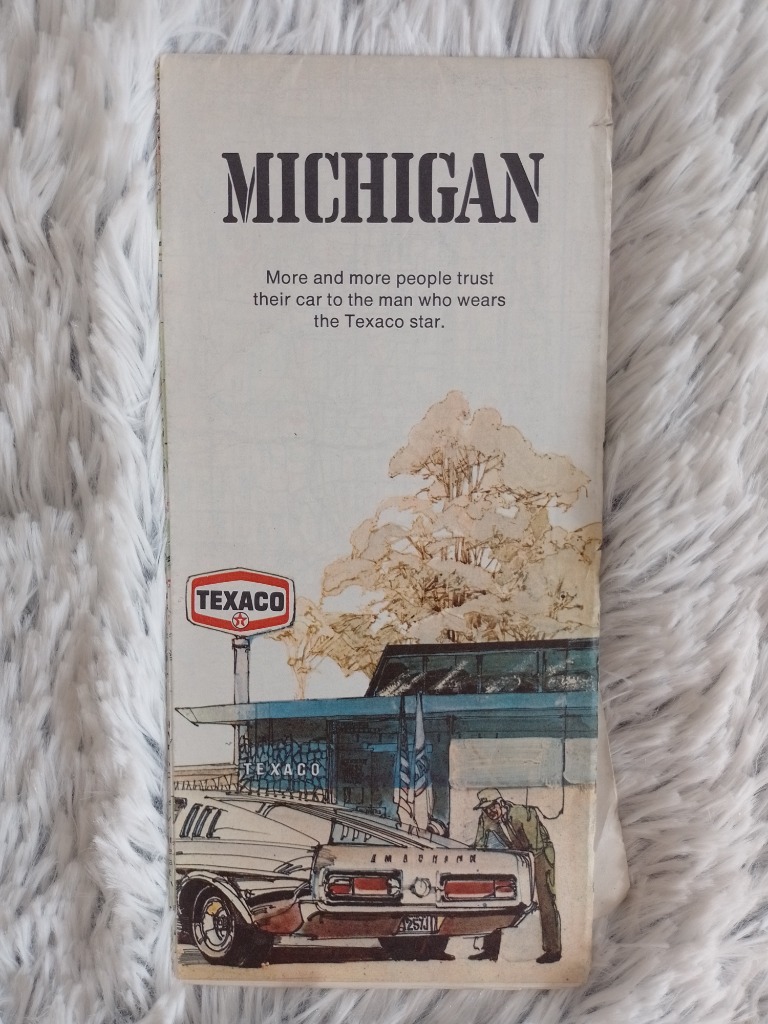 MICHIGAN
More and more people trust
their car to the man who wears
the Texaco star.
TEXACO
TEXACO